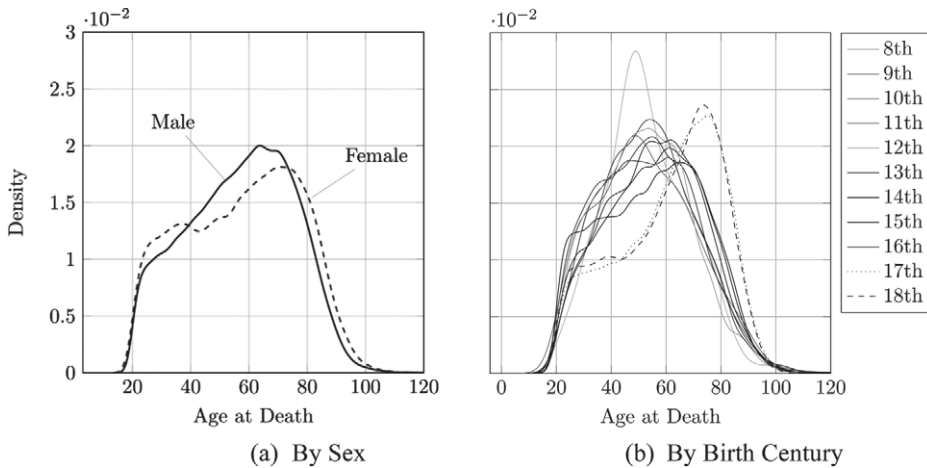 ·10⁻²
3
2.5
2
1.5
1
0.5
0
Density
Male
Female
20 40 60 80 100 120
Age at Death
(a) By Sex
·10⁻²
0 20 40 60 80 100 120
Age at Death
(b) By Birth Century
8th
9th
10th
11th
12th
13th
14th
15th
16th
17th
18th